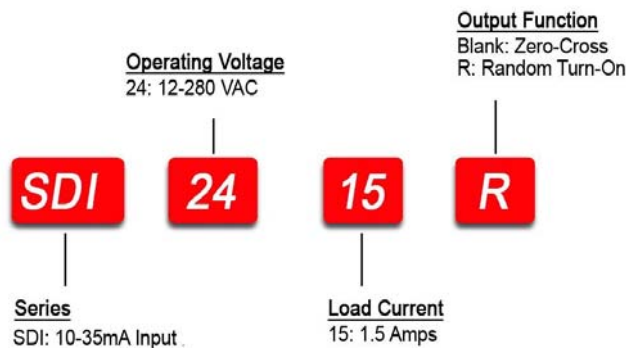 Output Function
Blank: Zero-Cross
R: Random Turn-On
Operating Voltage
24: 12-280 VAC
SDI 24 15 R
Series
SDI: 10-35mA Input
Load Current
15: 1.5 Amps